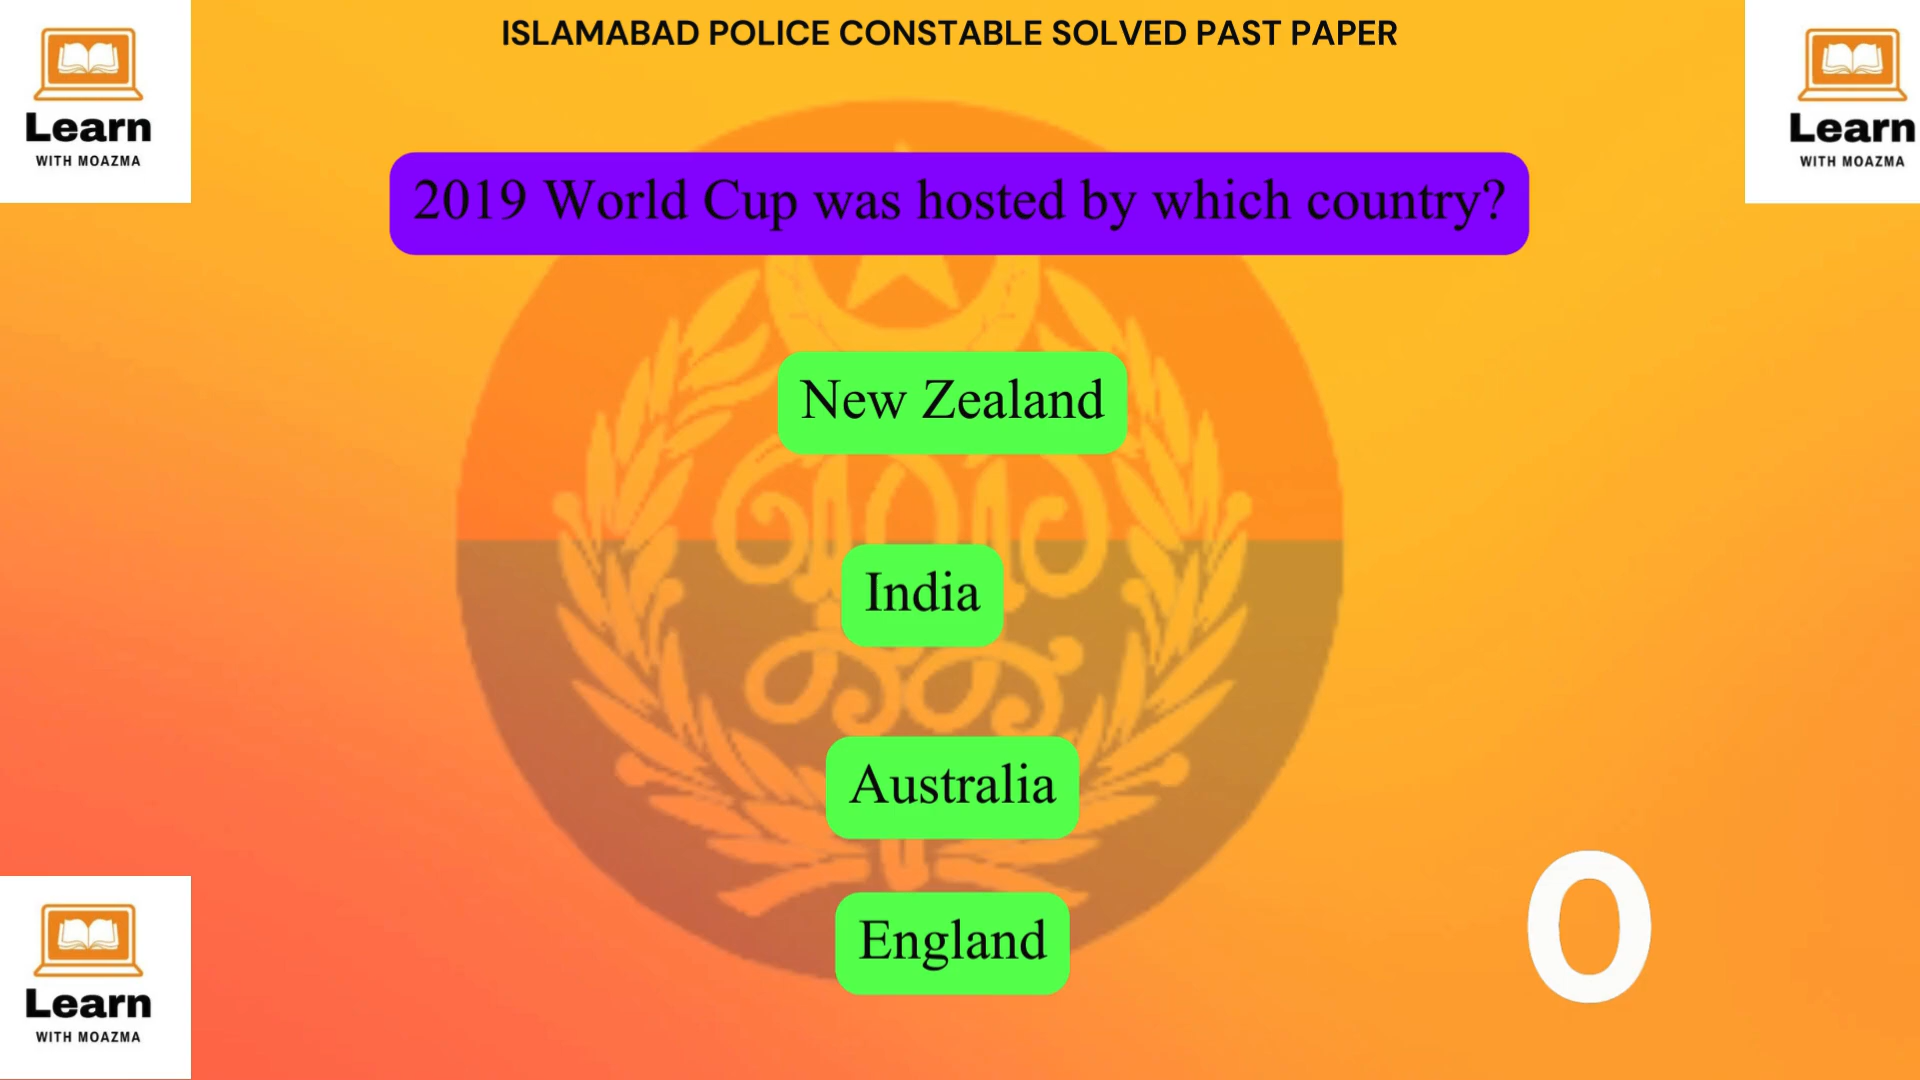 ISLAMABAD POLICE CONSTABLE SOLVED PAST PAPER
Learn
WITH MOAZMA
Learn
WITH MOAZMA
2019 World Cup was hosted by which country?
New Zealand
India
Australia
England
0
Learn
WITH MOAZMA